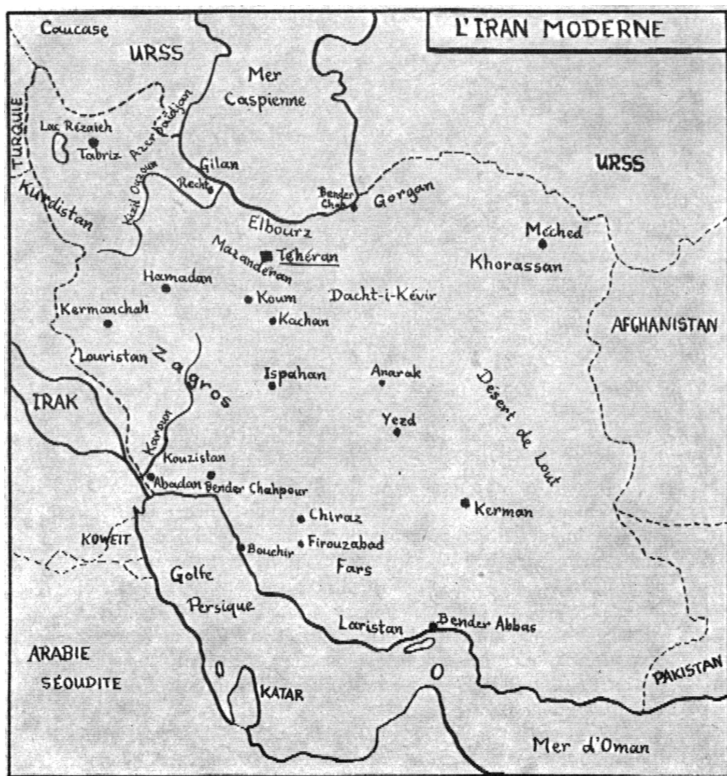 L'IRAN MODERNE
Caucase
URSS
Mer
Caspienne
TURQUIE
Lac Rézaieh
Tabriz
Azerbaïdjan
Kurdistan
Kizil Ouzoun
Gilan
Recht
Elbourz
Bender
Chah
Gorgan
URSS
Méched
Khorassan
Téhéran
Mazandéran
Hamadan
Koum
Dacht-i-Kévir
Kermanchah
Kachan
AFGHANISTAN
Louristan
Zagros
Ispahan
Anarak
Désert de Lout
IRAK
Yezd
Karoun
Kouzistan
Abadan
Bender Chahpour
Kerman
Chiraz
KOWEIT
Bouchir
Firouzabad
Fars
Golfe
Persique
Laristan
Bender Abbas
ARABIE
SÉOUDITE
KATAR
PAKISTAN
Mer d'Oman